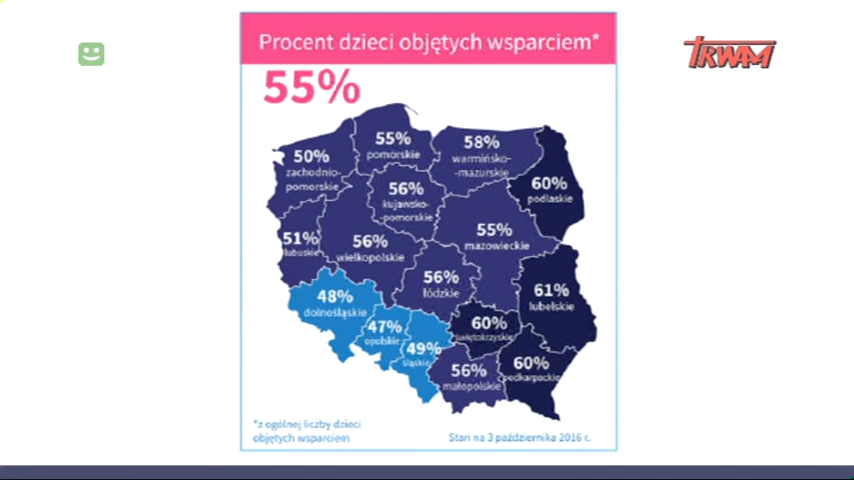 Procent dzieci objętych wsparciem*
TRWAM
55%
55%
pomorskie
58%
warmińsko-
-mazurskie
50%
zachodnio-
pomorskie
60%
podlaskie
56%
kujawsko-
-pomorskie
51%
lubuskie
56%
wielkopolskie
55%
mazowieckie
56%
łódzkie
61%
lubelskie
48%
dolnośląskie
47%
opolskie
49%
śląskie
60%
świętokrzyskie
56%
małopolskie
60%
podkarpackie
*z ogólnej liczby dzieci
objętych wsparciem
Stan na 3 października 2016 r.